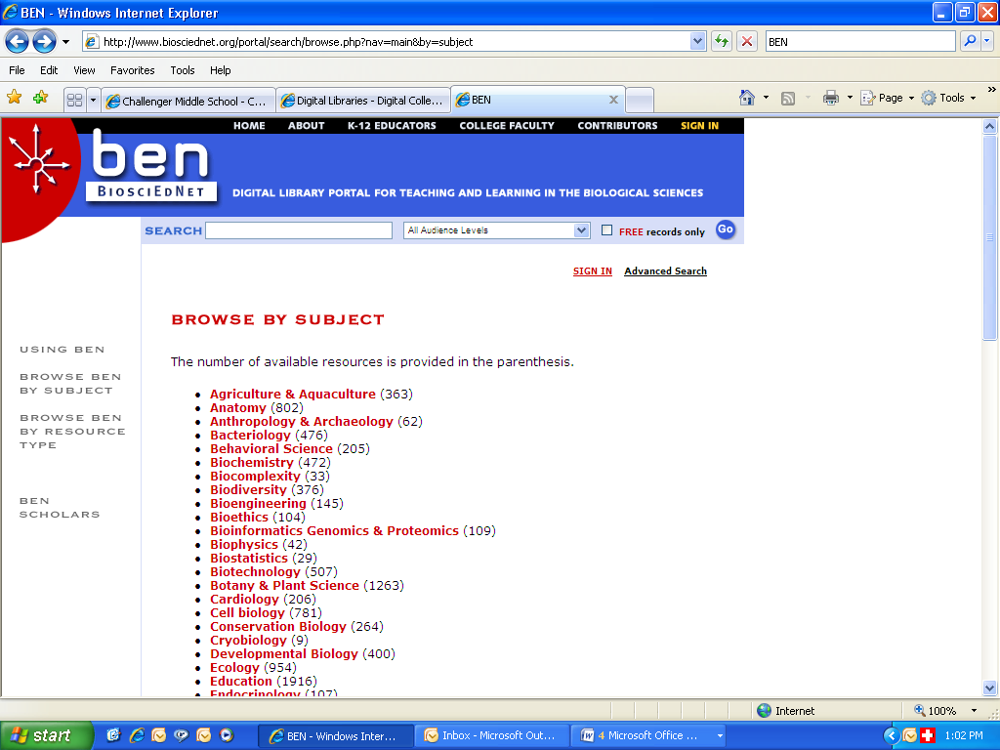 BEN - Windows Internet Explorer
http://www.biosciednet.org/portal/search/browse.php?nav=main&by=subject
BEN
File Edit View Favorites Tools Help
Challenger Middle School - C...
Digital Libraries - Digital Colle...
BEN
Page
Tools
HOME ABOUT K-12 EDUCATORS COLLEGE FACULTY CONTRIBUTORS SIGN IN
ben
BIOSCIEDNET
DIGITAL LIBRARY PORTAL FOR TEACHING AND LEARNING IN THE BIOLOGICAL SCIENCES
SEARCH All Audience Levels FREE records only Go
SIGN IN Advanced Search
BROWSE BY SUBJECT
USING BEN
BROWSE BEN
BY SUBJECT
BROWSE BEN
BY RESOURCE
TYPE
BEN
SCHOLARS
The number of available resources is provided in the parenthesis.
Agriculture & Aquaculture (363)
Anatomy (802)
Anthropology & Archaeology (62)
Bacteriology (476)
Behavioral Science (205)
Biochemistry (472)
Biocomplexity (33)
Biodiversity (376)
Bioengineering (145)
Bioethics (104)
Bioinformatics Genomics & Proteomics (109)
Biophysics (42)
Biostatistics (29)
Biotechnology (507)
Botany & Plant Science (1263)
Cardiology (206)
Cell biology (781)
Conservation Biology (264)
Cryobiology (9)
Developmental Biology (400)
Ecology (954)
Education (1916)
Endocrinology (107)
Internet
100%
start
BEN - Windows Inter...
Inbox - Microsoft Out...
4 Microsoft Office ...
1:02 PM